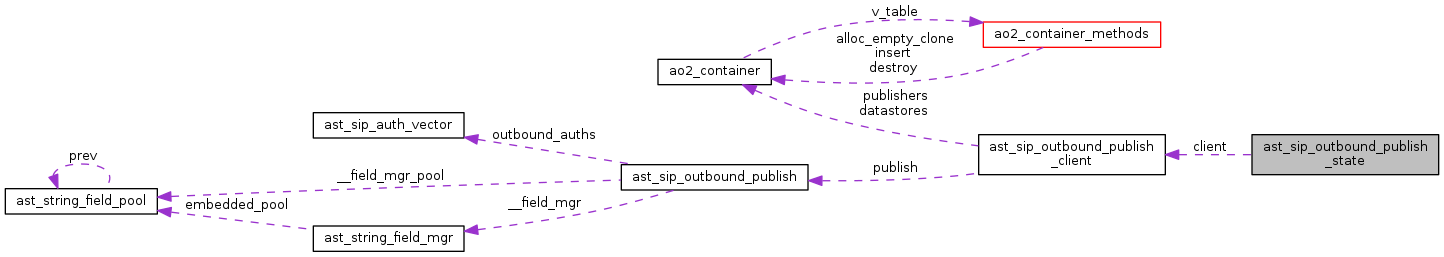 v_table
ao2_container_methods
alloc_empty_clone
insert
destroy
ao2_container
publishers
datastores
ast_sip_auth_vector
outbound_auths
ast_sip_outbound_publish
_client
client
ast_sip_outbound_publish
_state
prev
publish
__field_mgr_pool
ast_sip_outbound_publish
ast_string_field_pool
embedded_pool
__field_mgr
ast_string_field_mgr